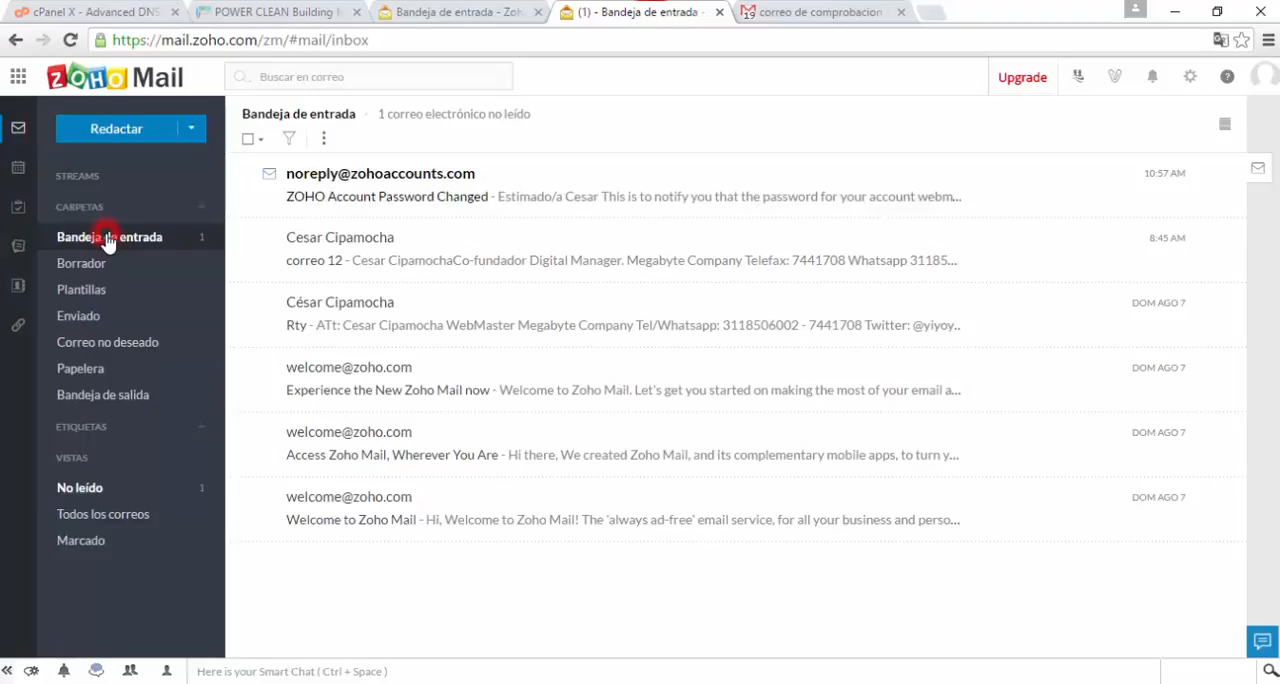 cPanel X - Advanced DNS
POWER CLEAN Building M
Bandeja de entrada - Zoh
(1) - Bandeja de entrada -
19
correo de comprobacion
https://mail.zoho.com/zm/#mail/inbox
ZOHO Mail
Buscar en correo
Upgrade
Redactar
STREAMS
CARPETAS
Bandeja de entrada 1
Borrador
Plantillas
Enviado
Correo no deseado
Papelera
Bandeja de salida
ETIQUETAS
VISTAS
No leído 1
Todos los correos
Marcado
Bandeja de entrada · 1 correo electrónico no leído
noreply@zohoaccounts.com 10:57 AM
ZOHO Account Password Changed - Estimado/a Cesar This is to notify you that the password for your account webm...
Cesar Cipamocha 8:45 AM
correo 12 - Cesar CipamochaCo-fundador Digital Manager. Megabyte Company Telefax: 7441708 Whatsapp 31185...
César Cipamocha DOM AGO 7
Rty - ATt: Cesar Cipamocha WebMaster Megabyte Company Tel/Whatsapp: 3118506002 - 7441708 Twitter: @yiyoy..
welcome@zoho.com DOM AGO 7
Experience the New Zoho Mail now - Welcome to Zoho Mail. Let's get you started on making the most of your email a...
welcome@zoho.com DOM AGO 7
Access Zoho Mail, Wherever You Are - Hi there, We created Zoho Mail, and its complementary mobile apps, to turn y...
welcome@zoho.com DOM AGO 7
Welcome to Zoho Mail - Hi, Welcome to Zoho Mail! The 'always ad-free' email service, for all your business and perso...
Here is your Smart Chat ( Ctrl + Space )